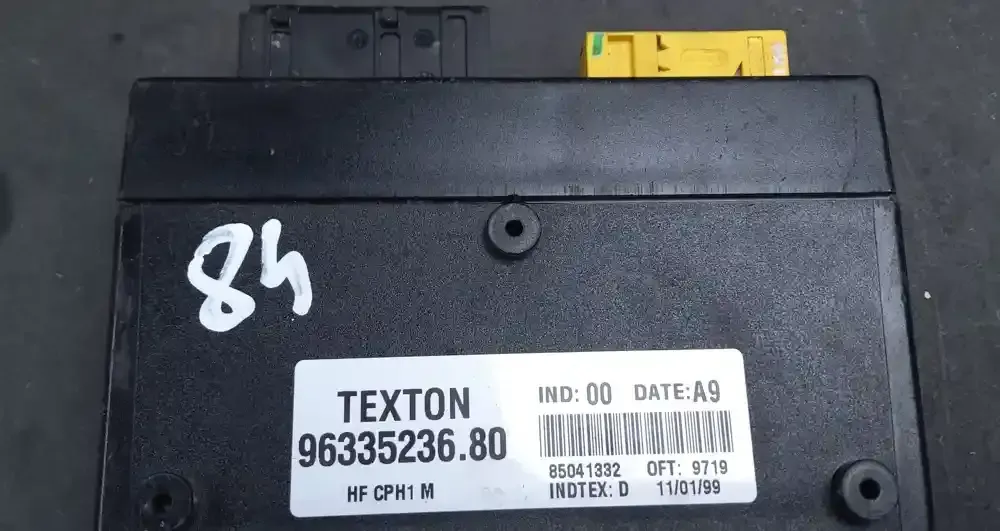 84
TEXTON
96335236.80
HF CPH1 M
IND: 00 DATE: A9
85041332 OFT: 9719
INDTEX: D 11/01/99